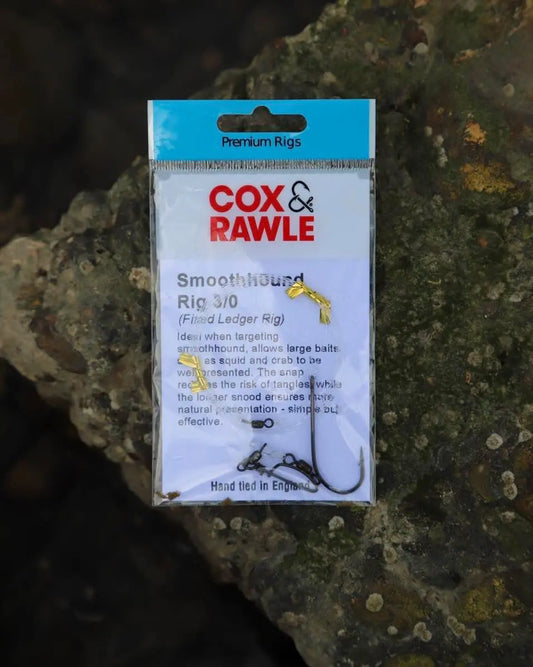 Premium Rigs
COX &
RAWLE
Smoothhound
Rig 3/0
(Fixed Ledger Rig)
Ideal when targeting
smoothhound, allows large baits
as squid and crab to be
well presented. The snap
reduces the risk of tangles, while
the longer snood ensures more
natural presentation - simple but
effective.
Hand tied in England